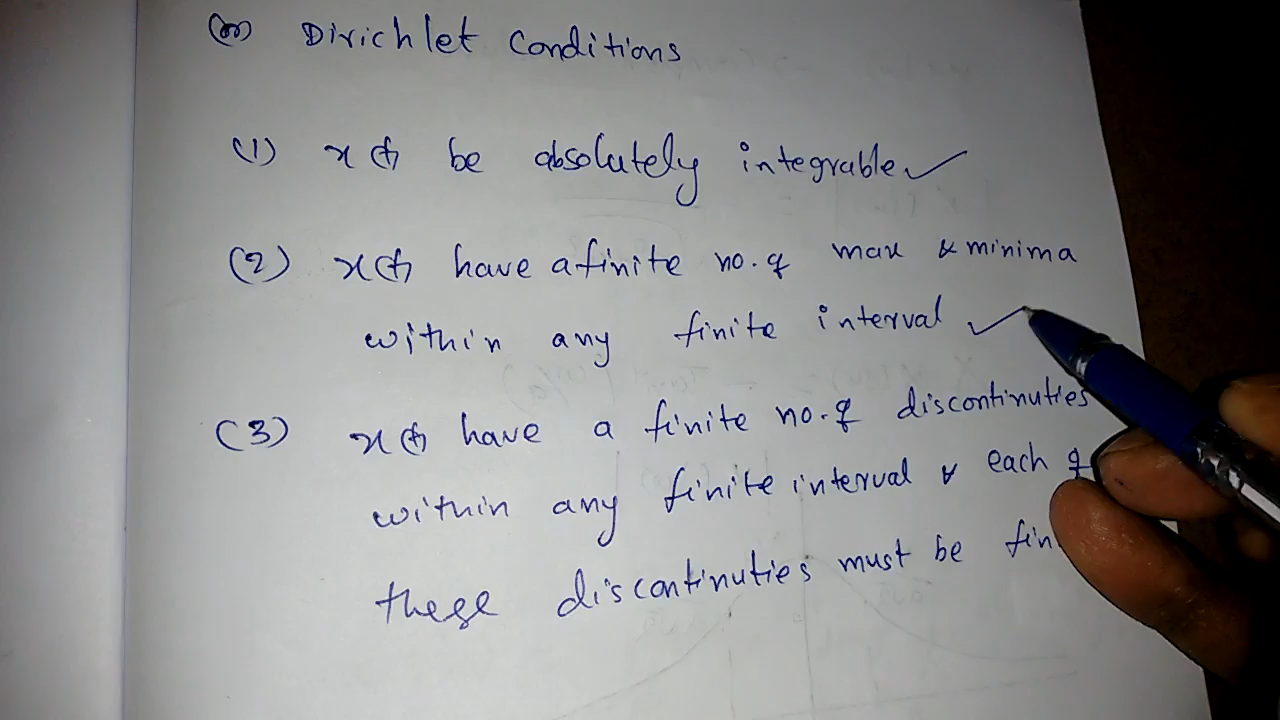 Dirichlet Conditions
(1) x(t) be absolutely integrable ✓
(2) x(t) have a finite no. of max & minima
within any finite interval ✓
(3) x(t) have a finite no. of discontinuties
within any finite interval & each of
these discontinuties must be fin